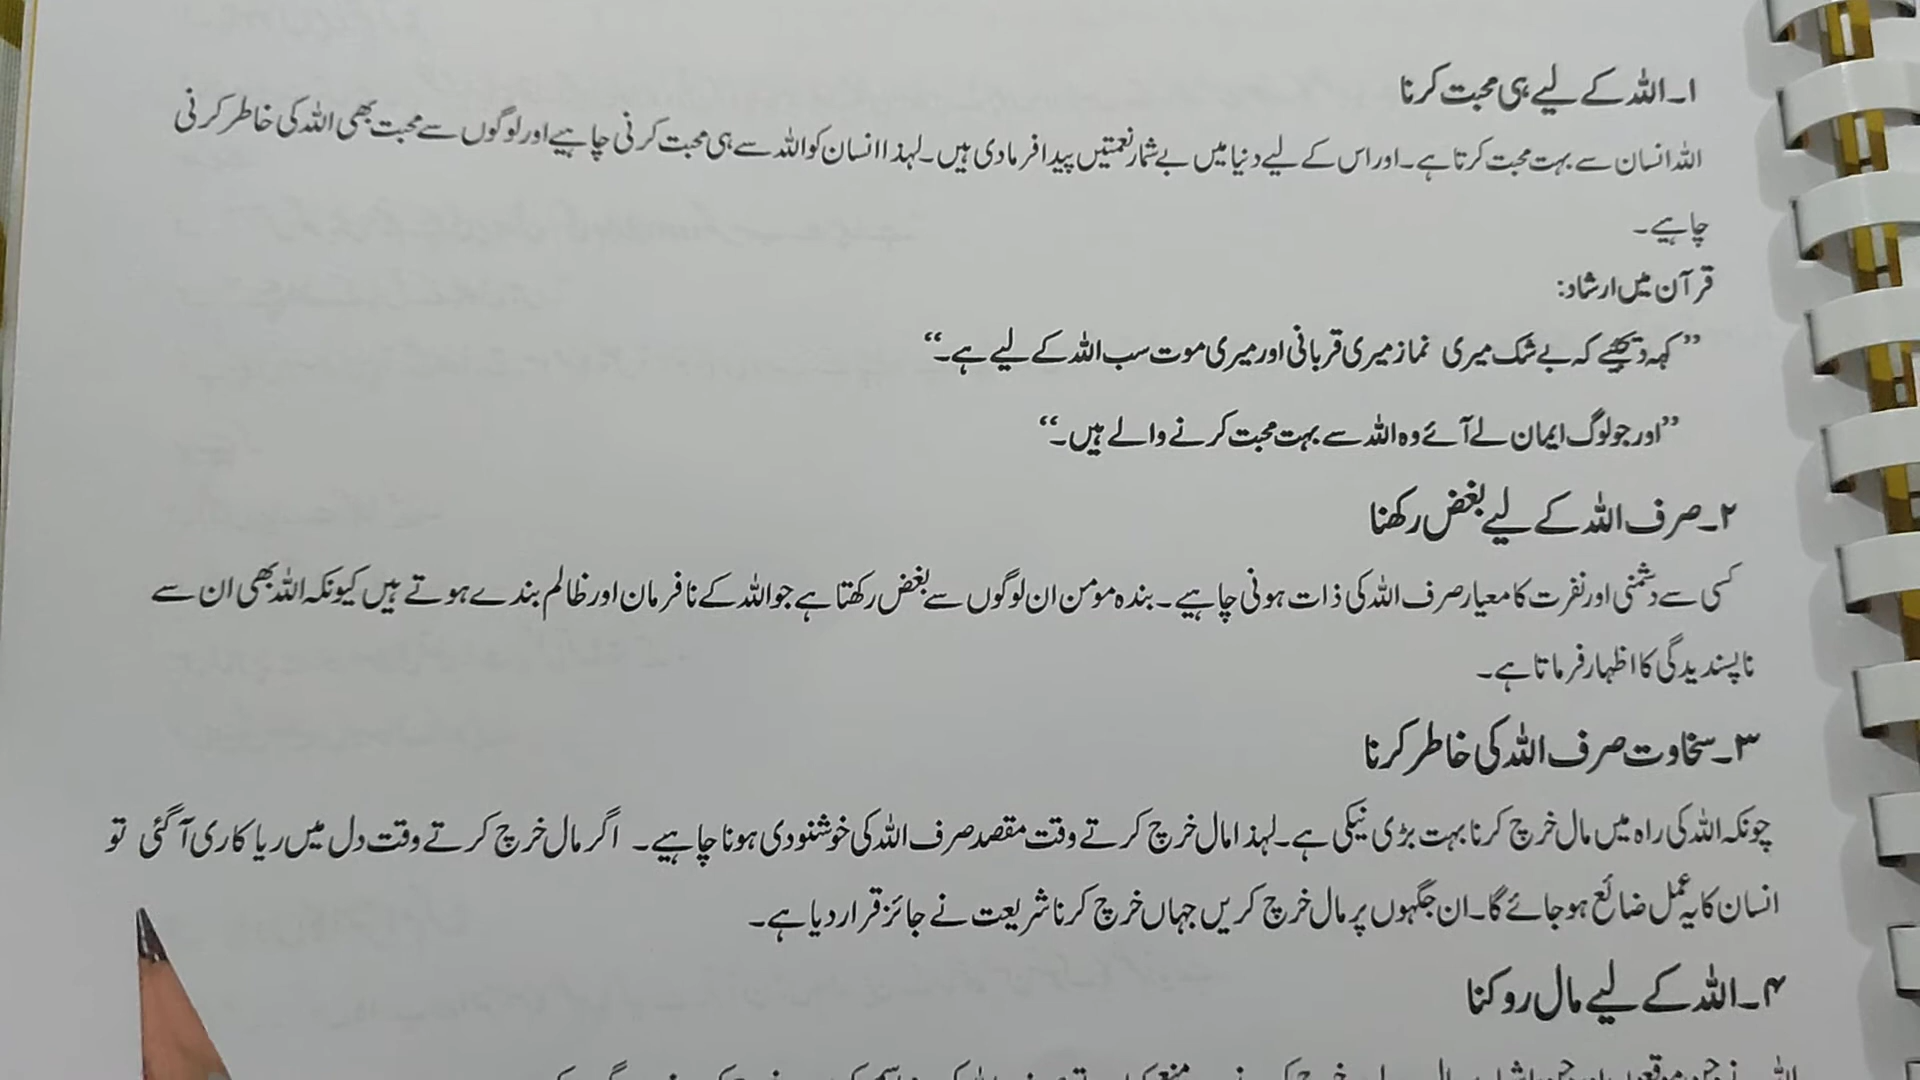 ۱۔اللہ کے لیے ہی محبت کرنا
اللہ انسان سے بہت محبت کرتا ہے۔اور اس کے لیے دنیا میں بے شمار نعمتیں پیدا فرما دی ہیں۔لہذا انسان کو اللہ سے ہی محبت کرنی چاہیے اور لوگوں سے محبت بھی اللہ کی خاطر کرنی
چاہیے۔
قرآن میں ارشاد:
”کہہ دیجئیے کہ بے شک میری نماز میری قربانی اور میری موت سب اللہ کے لیے ہے۔“
”اور جو لوگ ایمان لے آئے وہ اللہ سے بہت محبت کرنے والے ہیں۔“
۲۔صرف اللہ کے لیے بغض رکھنا
کسی سے دشمنی اور نفرت کا معیار صرف اللہ کی ذات ہونی چاہیے۔بندہ مومن ان لوگوں سے بغض رکھتا ہے جو اللہ کے نافرمان اور ظالم بندے ہوتے ہیں کیونکہ اللہ بھی ان سے
ناپسندیدگی کا اظہار فرماتا ہے۔
۳۔سخاوت صرف اللہ کی خاطر کرنا
چونکہ اللہ کی راہ میں مال خرچ کرنا بہت بڑی نیکی ہے۔لہذا مال خرچ کرتے وقت مقصد صرف اللہ کی خوشنودی ہونا چاہیے۔ اگر مال خرچ کرتے وقت دل میں ریا کاری آگئی تو
انسان کا یہ عمل ضائع ہو جائے گا۔ان جگہوں پر مال خرچ کریں جہاں خرچ کرنا شریعت نے جائز قرار دیا ہے۔
۴۔اللہ کے لیے مال روکنا